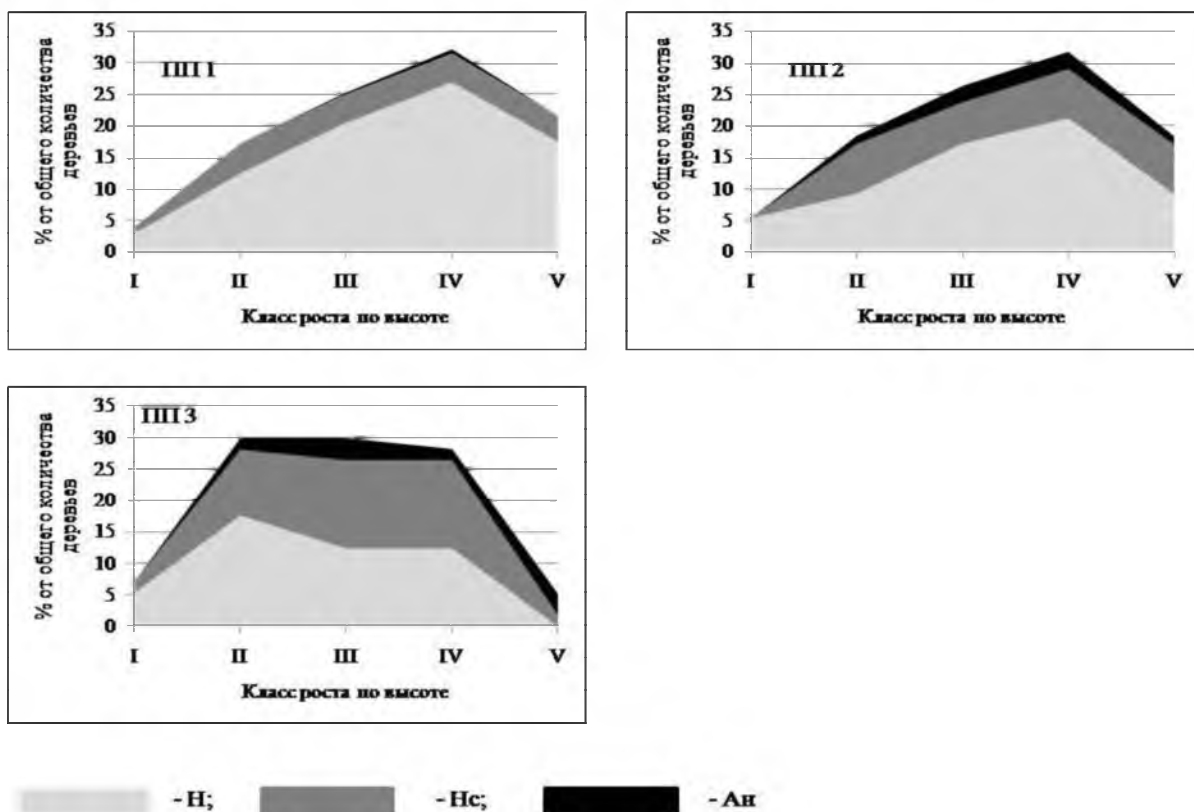 ПП 1
% от общего количества
деревьев
35
30
25
20
15
10
5
0
I II III IV V
Класс роста по высоте
ПП 2
% от общего количества
деревьев
35
30
25
20
15
10
5
0
I II III IV V
Класс роста по высоте
ПП 3
% от общего количества
деревьев
35
30
25
20
15
10
5
0
I II III IV V
Класс роста по высоте
- Н; - Нс; - Ан